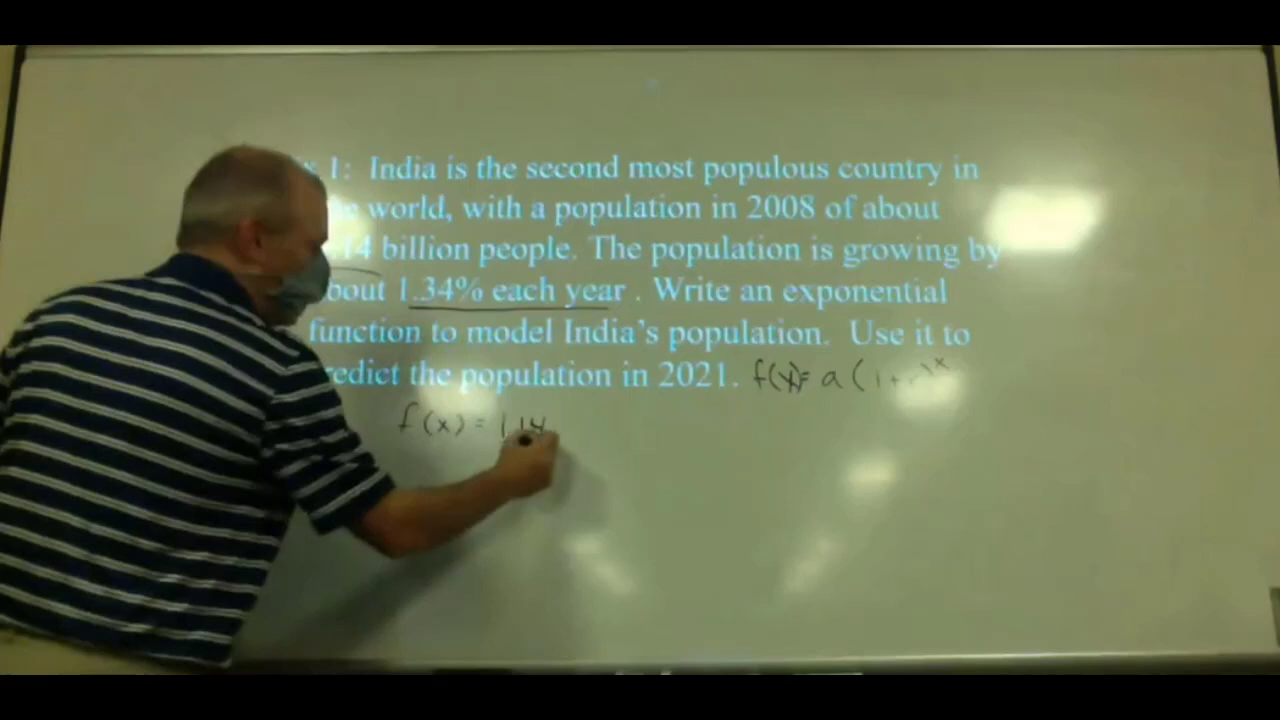 1: India is the second most populous country in
world, with a population in 2008 of about
14 billion people. The population is growing by
bout 1.34% each year . Write an exponential
function to model India's population. Use it to
redict the population in 2021. f(x)= a(1+r)^x
f(x) = 1.14